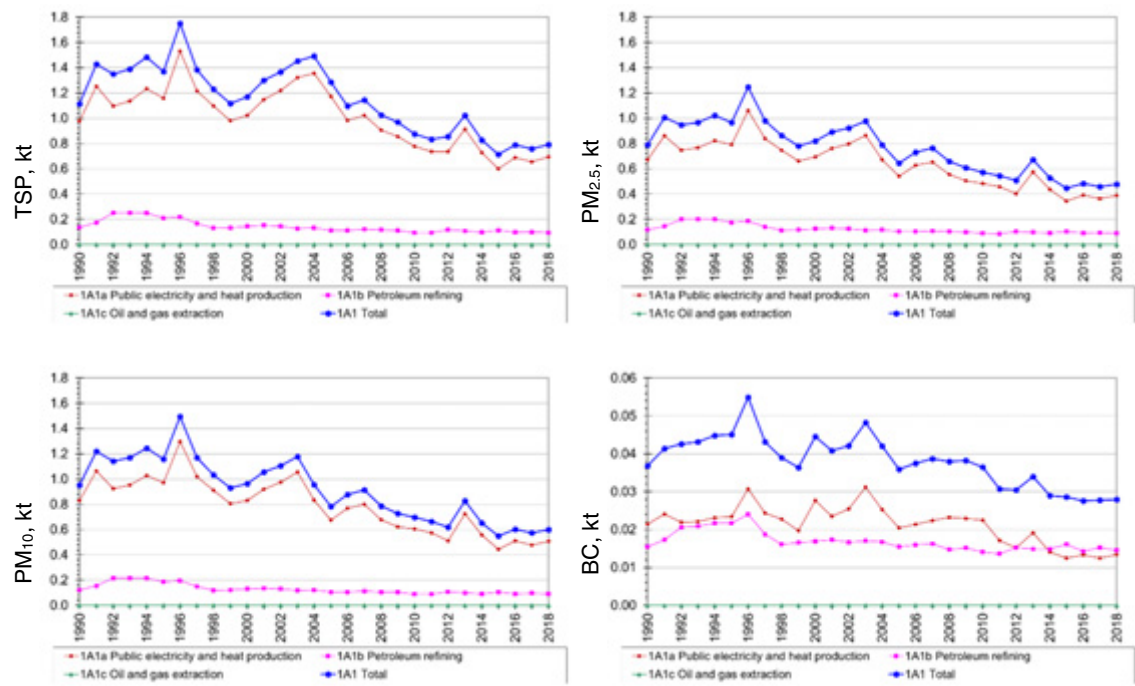 TSP, kt
1.8
1.6
1.4
1.2
1.0
0.8
0.6
0.4
0.2
0.0
1990 1992 1994 1996 1998 2000 2002 2004 2006 2008 2010 2012 2014 2016 2018
1A1a Public electricity and heat production 1A1b Petroleum refining
1A1c Oil and gas extraction 1A1 Total
PM2.5, kt
1.8
1.6
1.4
1.2
1.0
0.8
0.6
0.4
0.2
0.0
1990 1992 1994 1996 1998 2000 2002 2004 2006 2008 2010 2012 2014 2016 2018
1A1a Public electricity and heat production 1A1b Petroleum refining
1A1c Oil and gas extraction 1A1 Total
PM10, kt
1.8
1.6
1.4
1.2
1.0
0.8
0.6
0.4
0.2
0.0
1990 1992 1994 1996 1998 2000 2002 2004 2006 2008 2010 2012 2014 2016 2018
1A1a Public electricity and heat production 1A1b Petroleum refining
1A1c Oil and gas extraction 1A1 Total
BC, kt
0.06
0.05
0.04
0.03
0.02
0.01
0.00
1990 1992 1994 1996 1998 2000 2002 2004 2006 2008 2010 2012 2014 2016 2018
1A1a Public electricity and heat production 1A1b Petroleum refining
1A1c Oil and gas extraction 1A1 Total